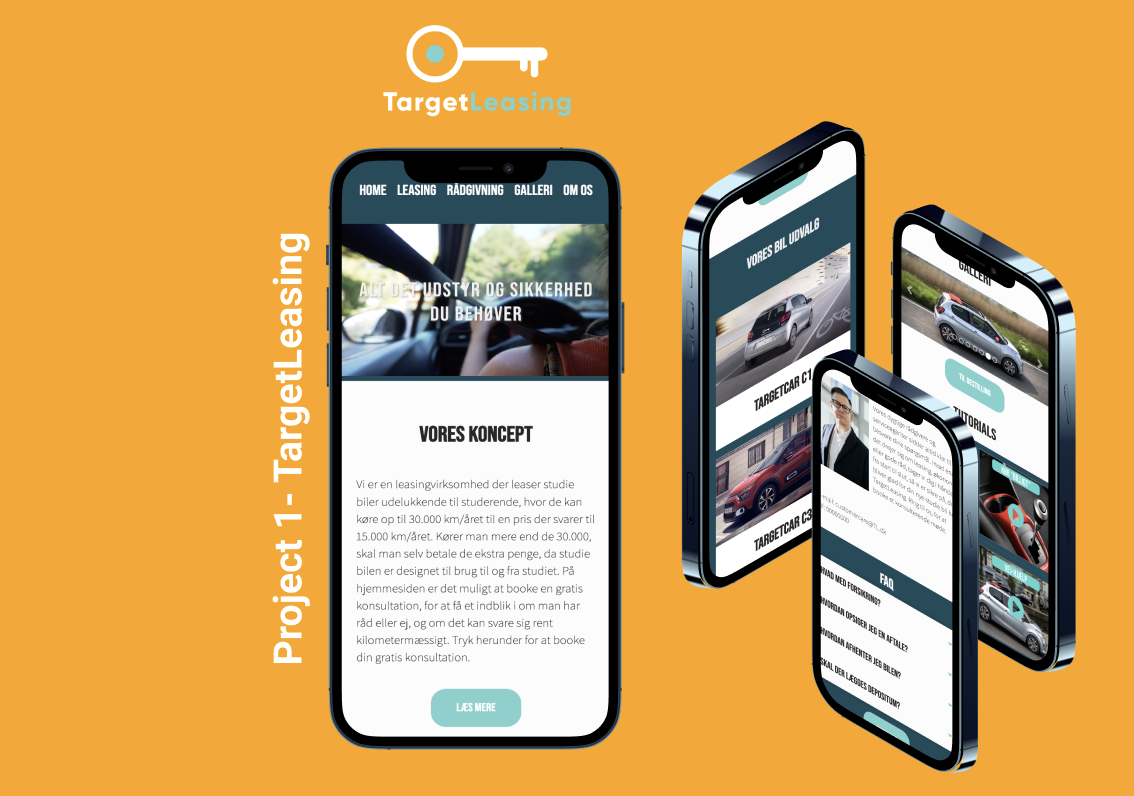 TargetLeasing
Project 1 - TargetLeasing
HOME LEASING RÅDGIVNING GALLERI OM OS
ALT DET UDSTYR OG SIKKERHED
DU BEHØVER
VORES KONCEPT
Vi er en leasingvirksomhed der leaser studie
biler udelukkende til studerende, hvor de kan
køre op til 30.000 km/året til en pris der svarer til
15.000 km/året. Kører man mere end de 30.000,
skal man selv betale de ekstra penge, da studie
bilen er designet til brug til og fra studiet. På
hjemmesiden er det muligt at booke en gratis
konsultation, for at få et indblik i om man har
råd eller ej, og om det kan svare sig rent
kilometermæssigt. Tryk herunder for at booke
din gratis konsultation.
LÆS MERE
VORES BIL UDVALG
TARGETCAR C1
TARGETCAR C3
GALLERI
TIL BESTILLING
TUTORIALS
Vores dygtige rådgivere og
FAQ
HVAD MED FORSIKRING?
HVORDAN OPSIGER JEG EN AFTALE?
HVORDAN AFHENTER JEG BILEN?
SKAL DER LÆGGES DEPOSITUM?